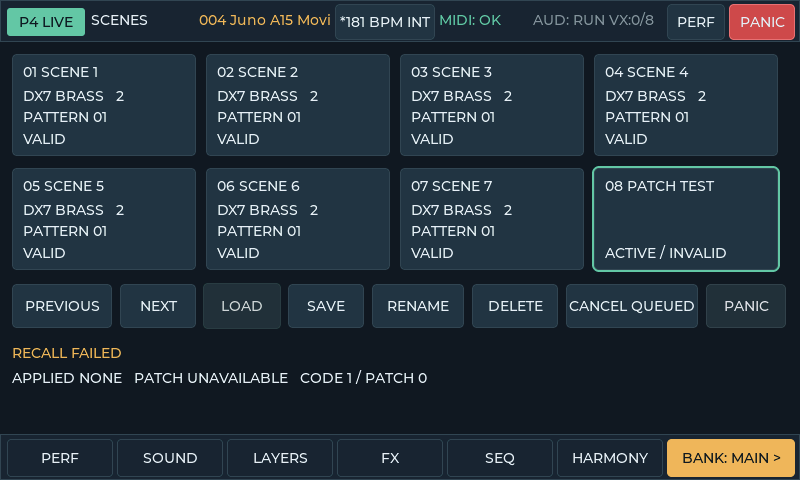 P4 LIVE SCENES 004 Juno A15 Movi *181 BPM INT MIDI: OK AUD: RUN VX:0/8 PERF PANIC
01 SCENE 1
DX7 BRASS 2
PATTERN 01
VALID
02 SCENE 2
DX7 BRASS 2
PATTERN 01
VALID
03 SCENE 3
DX7 BRASS 2
PATTERN 01
VALID
04 SCENE 4
DX7 BRASS 2
PATTERN 01
VALID
05 SCENE 5
DX7 BRASS 2
PATTERN 01
VALID
06 SCENE 6
DX7 BRASS 2
PATTERN 01
VALID
07 SCENE 7
DX7 BRASS 2
PATTERN 01
VALID
08 PATCH TEST
ACTIVE / INVALID
PREVIOUS NEXT LOAD SAVE RENAME DELETE CANCEL QUEUED PANIC
RECALL FAILED
APPLIED NONE PATCH UNAVAILABLE CODE 1 / PATCH 0
PERF SOUND LAYERS FX SEQ HARMONY BANK: MAIN >